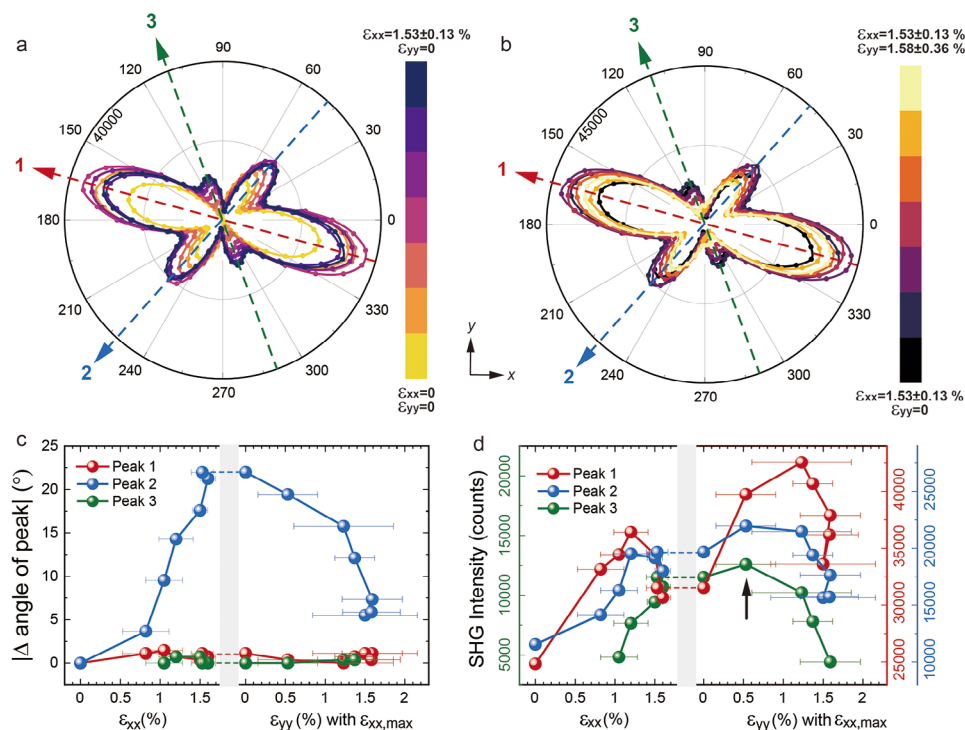 a
3
εxx=1.53±0.13 %
εyy=0
90
120
60
150
40000
30
1
180
0
210
330
2
240
300
270
εxx=0
εyy=0
b
3
εxx=1.53±0.13 %
εyy=1.58±0.36 %
90
120
60
150
45000
30
1
180
0
210
330
2
240
300
270
εxx=1.53±0.13 %
εyy=0
y
x
c
|Δ angle of peak| (°)
25
20
15
10
5
0
Peak 1
Peak 2
Peak 3
0 0.5 1.0 1.5 0 0.5 1.0 1.5 2
εxx(%)
εyy (%) with εxx,max
d
SHG Intensity (counts)
20000
15000
10000
5000
Peak 1
Peak 2
Peak 3
0 0.5 1.0 1.5 0 0.5 1.0 1.5 2
εxx(%)
εyy (%) with εxx,max
40000
35000
30000
25000
25000
20000
15000
10000